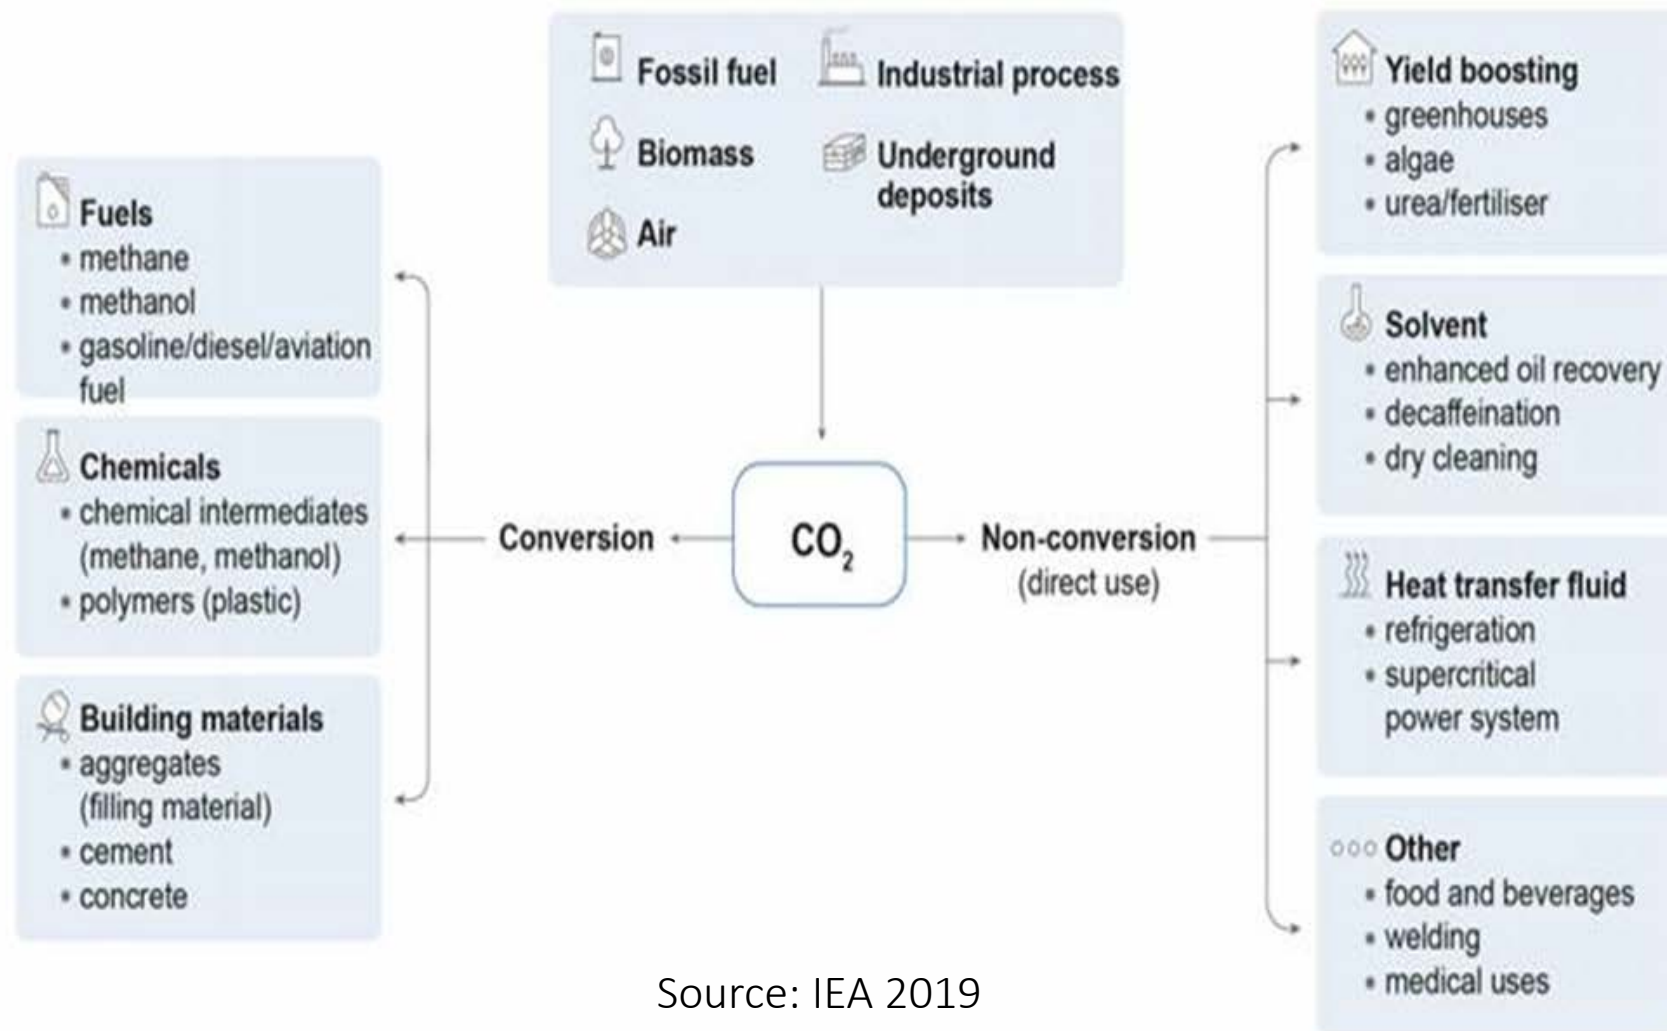 Fossil fuel
Industrial process
Biomass
Underground
deposits
Air
Fuels
• methane
• methanol
• gasoline/diesel/aviation
fuel
Chemicals
• chemical intermediates
(methane, methanol)
• polymers (plastic)
Building materials
• aggregates
(filling material)
• cement
• concrete
Conversion
CO₂
Non-conversion
(direct use)
Yield boosting
• greenhouses
• algae
• urea/fertiliser
Solvent
• enhanced oil recovery
• decaffeination
• dry cleaning
Heat transfer fluid
• refrigeration
• supercritical
power system
Other
• food and beverages
• welding
• medical uses
Source: IEA 2019